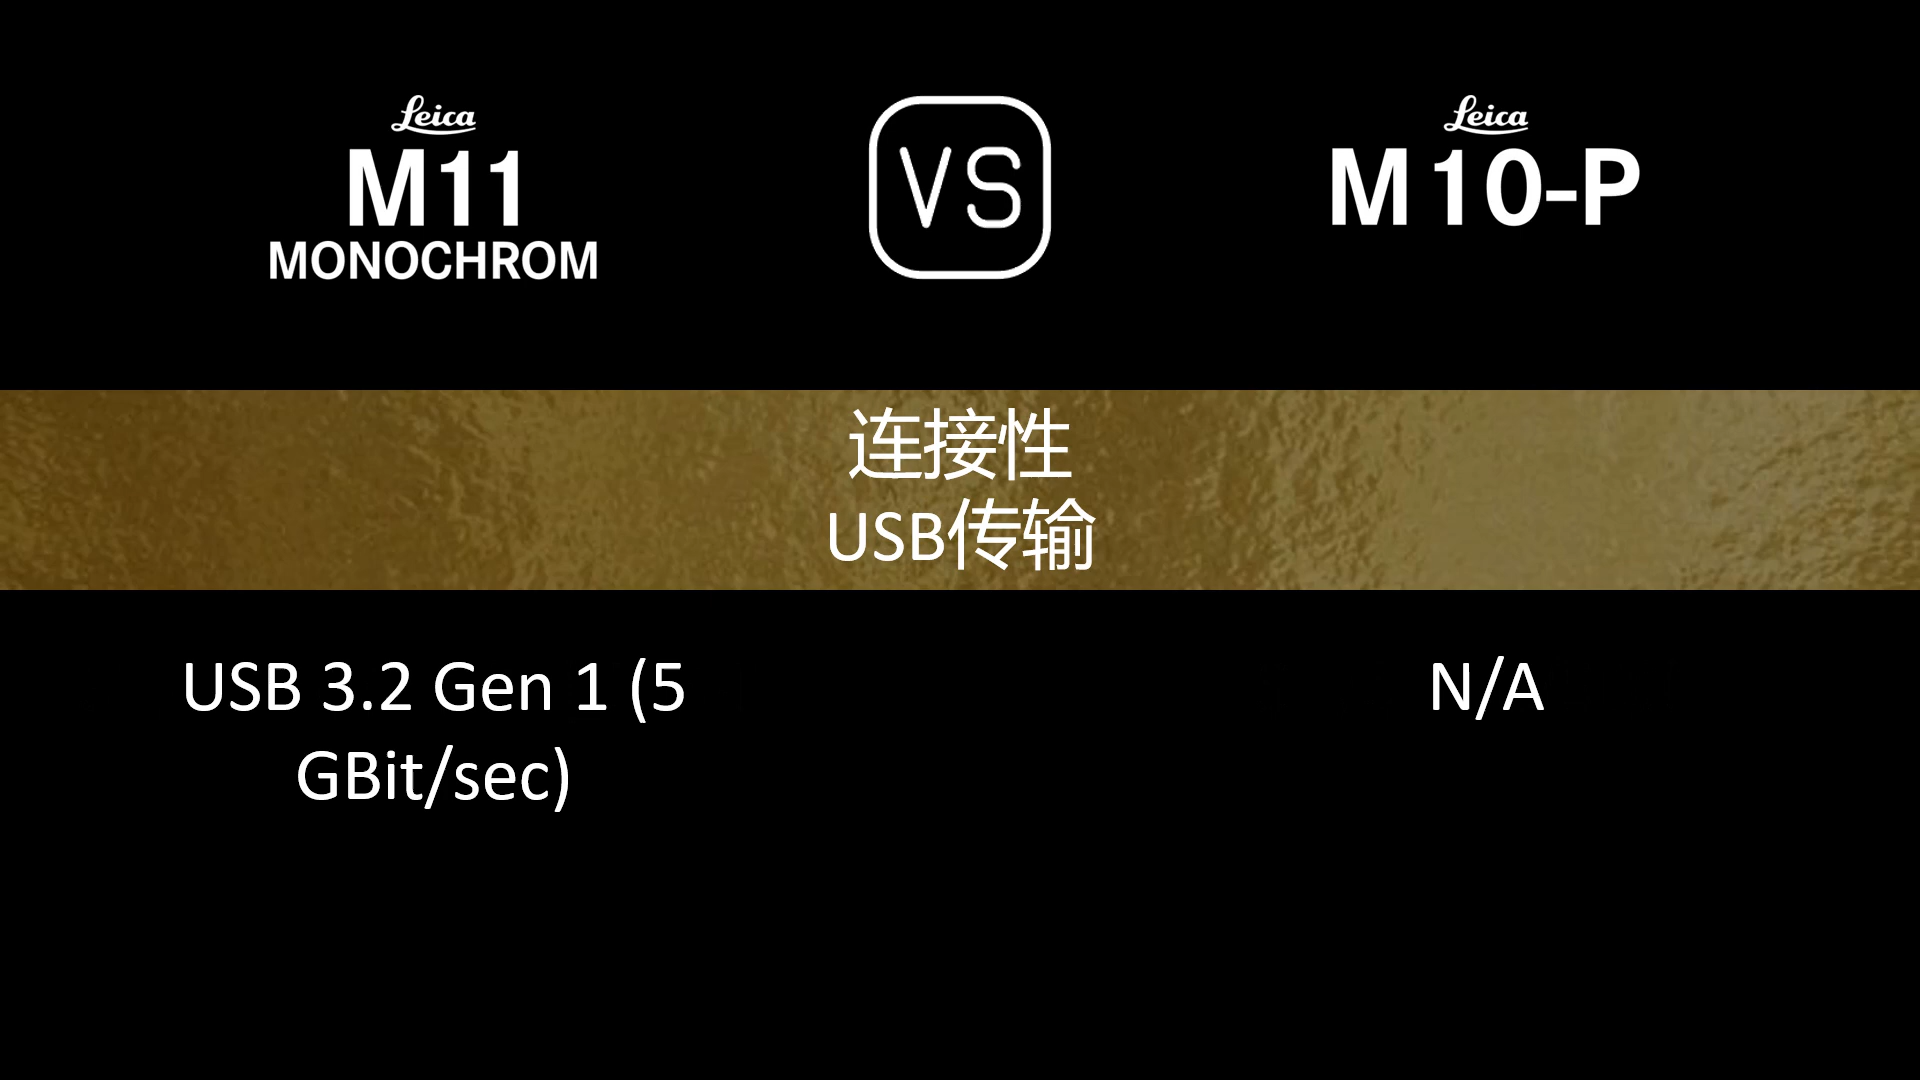 Leica
M11
MONOCHROM
VS
Leica
M10-P
连接性
USB传输
USB 3.2 Gen 1 (5
GBit/sec)
N/A